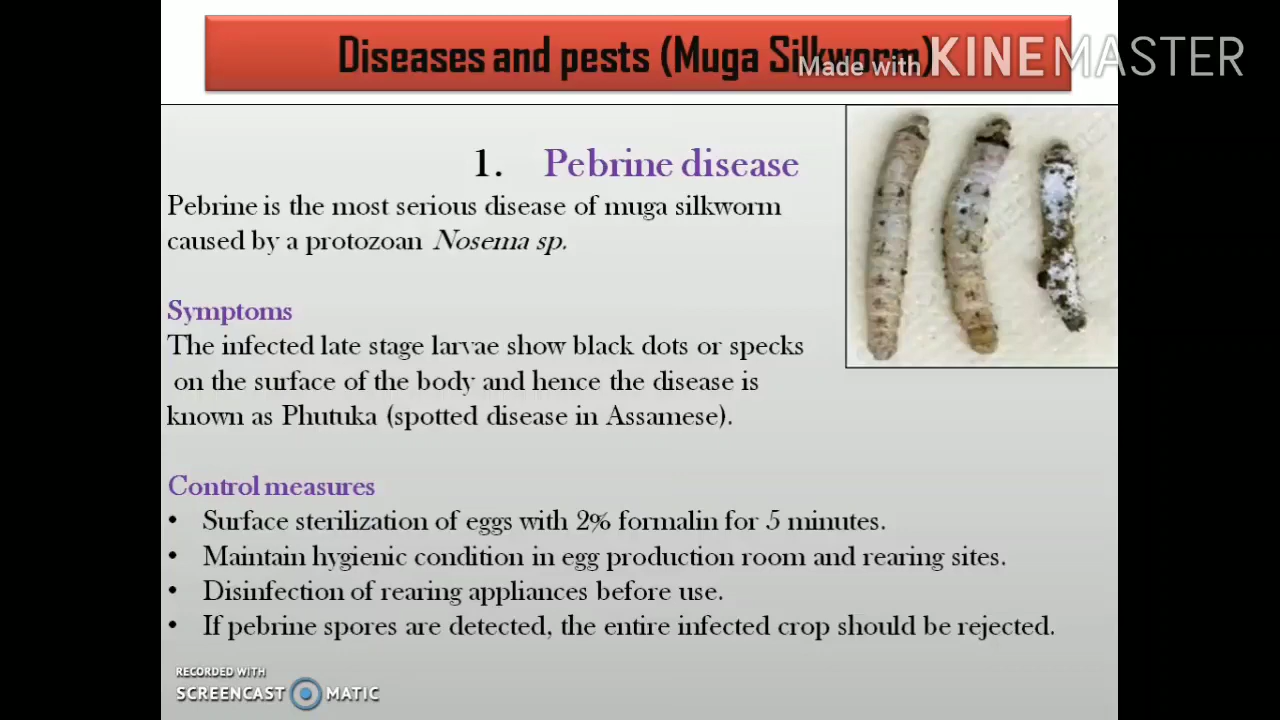 Diseases and pests (Muga Silkworm)
Made with KINEMASTER
1. Pebrine disease
Pebrine is the most serious disease of muga silkworm
caused by a protozoan Nosema sp.
Symptoms
The infected late stage larvae show black dots or specks
on the surface of the body and hence the disease is
known as Phutuka (spotted disease in Assamese).
Control measures
• Surface sterilization of eggs with 2% formalin for 5 minutes.
• Maintain hygienic condition in egg production room and rearing sites.
• Disinfection of rearing appliances before use.
• If pebrine spores are detected, the entire infected crop should be rejected.
RECORDED WITH
SCREENCAST MATIC